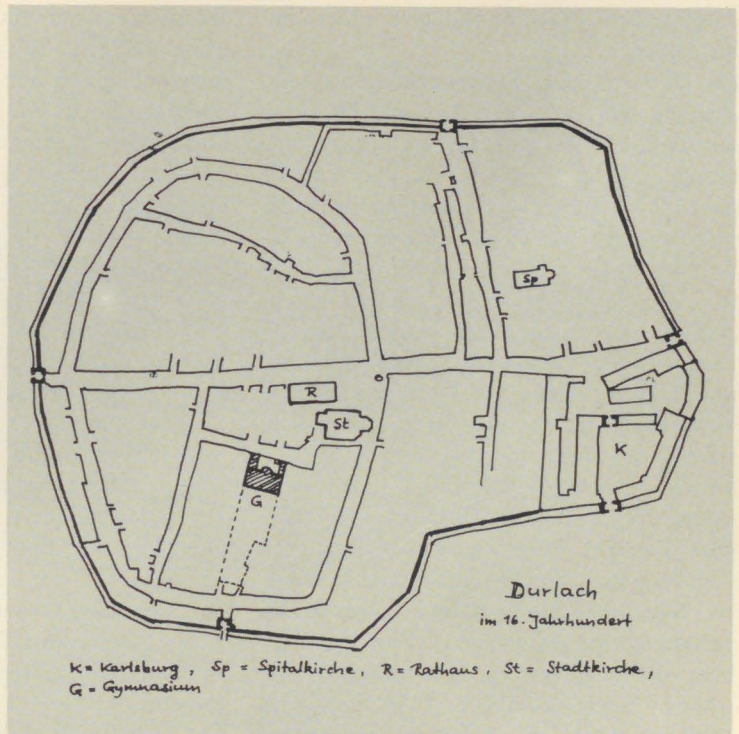 Sp
R
St
K
G
Durlach
im 16. Jahrhundert
K = Karlsburg, Sp = Spitalkirche, R = Rathaus, St = Stadtkirche,
G = Gymnasium